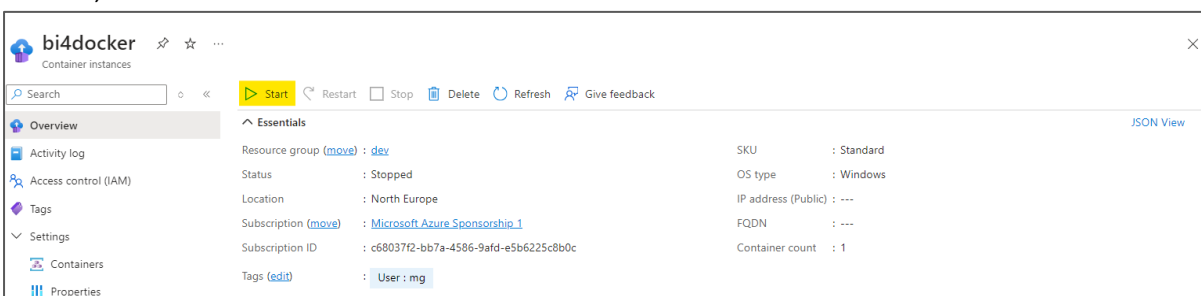 bi4docker
Container instances
Search
Start Restart Stop Delete Refresh Give feedback
Overview
Essentials
JSON View
Activity log
Resource group (move) : dev
SKU : Standard
Status : Stopped
OS type : Windows
Access control (IAM)
Location : North Europe
IP address (Public) : ---
Tags
Subscription (move) : Microsoft Azure Sponsorship 1
FQDN : ---
Settings
Subscription ID : c68037f2-bb7a-4586-9afd-e5b6225c8b0c
Container count : 1
Containers
Tags (edit) : User : mg
Properties